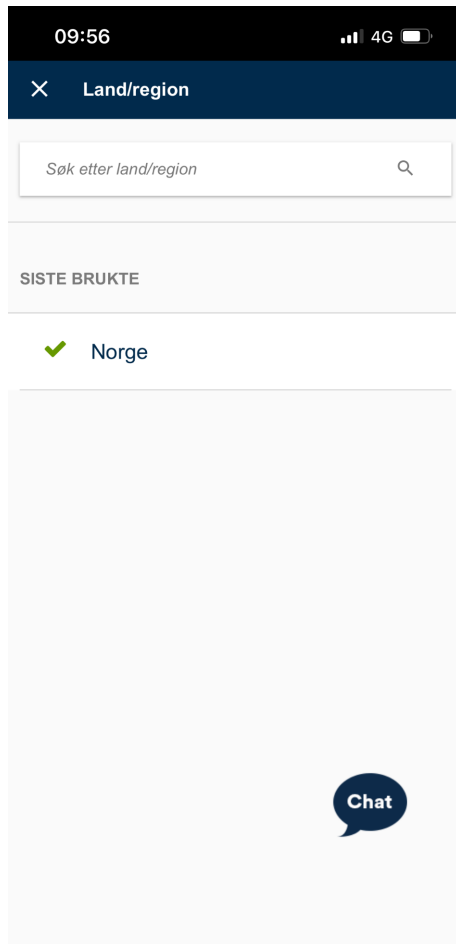 09:56
4G
Land/region
Søk etter land/region
SISTE BRUKTE
Norge
Chat